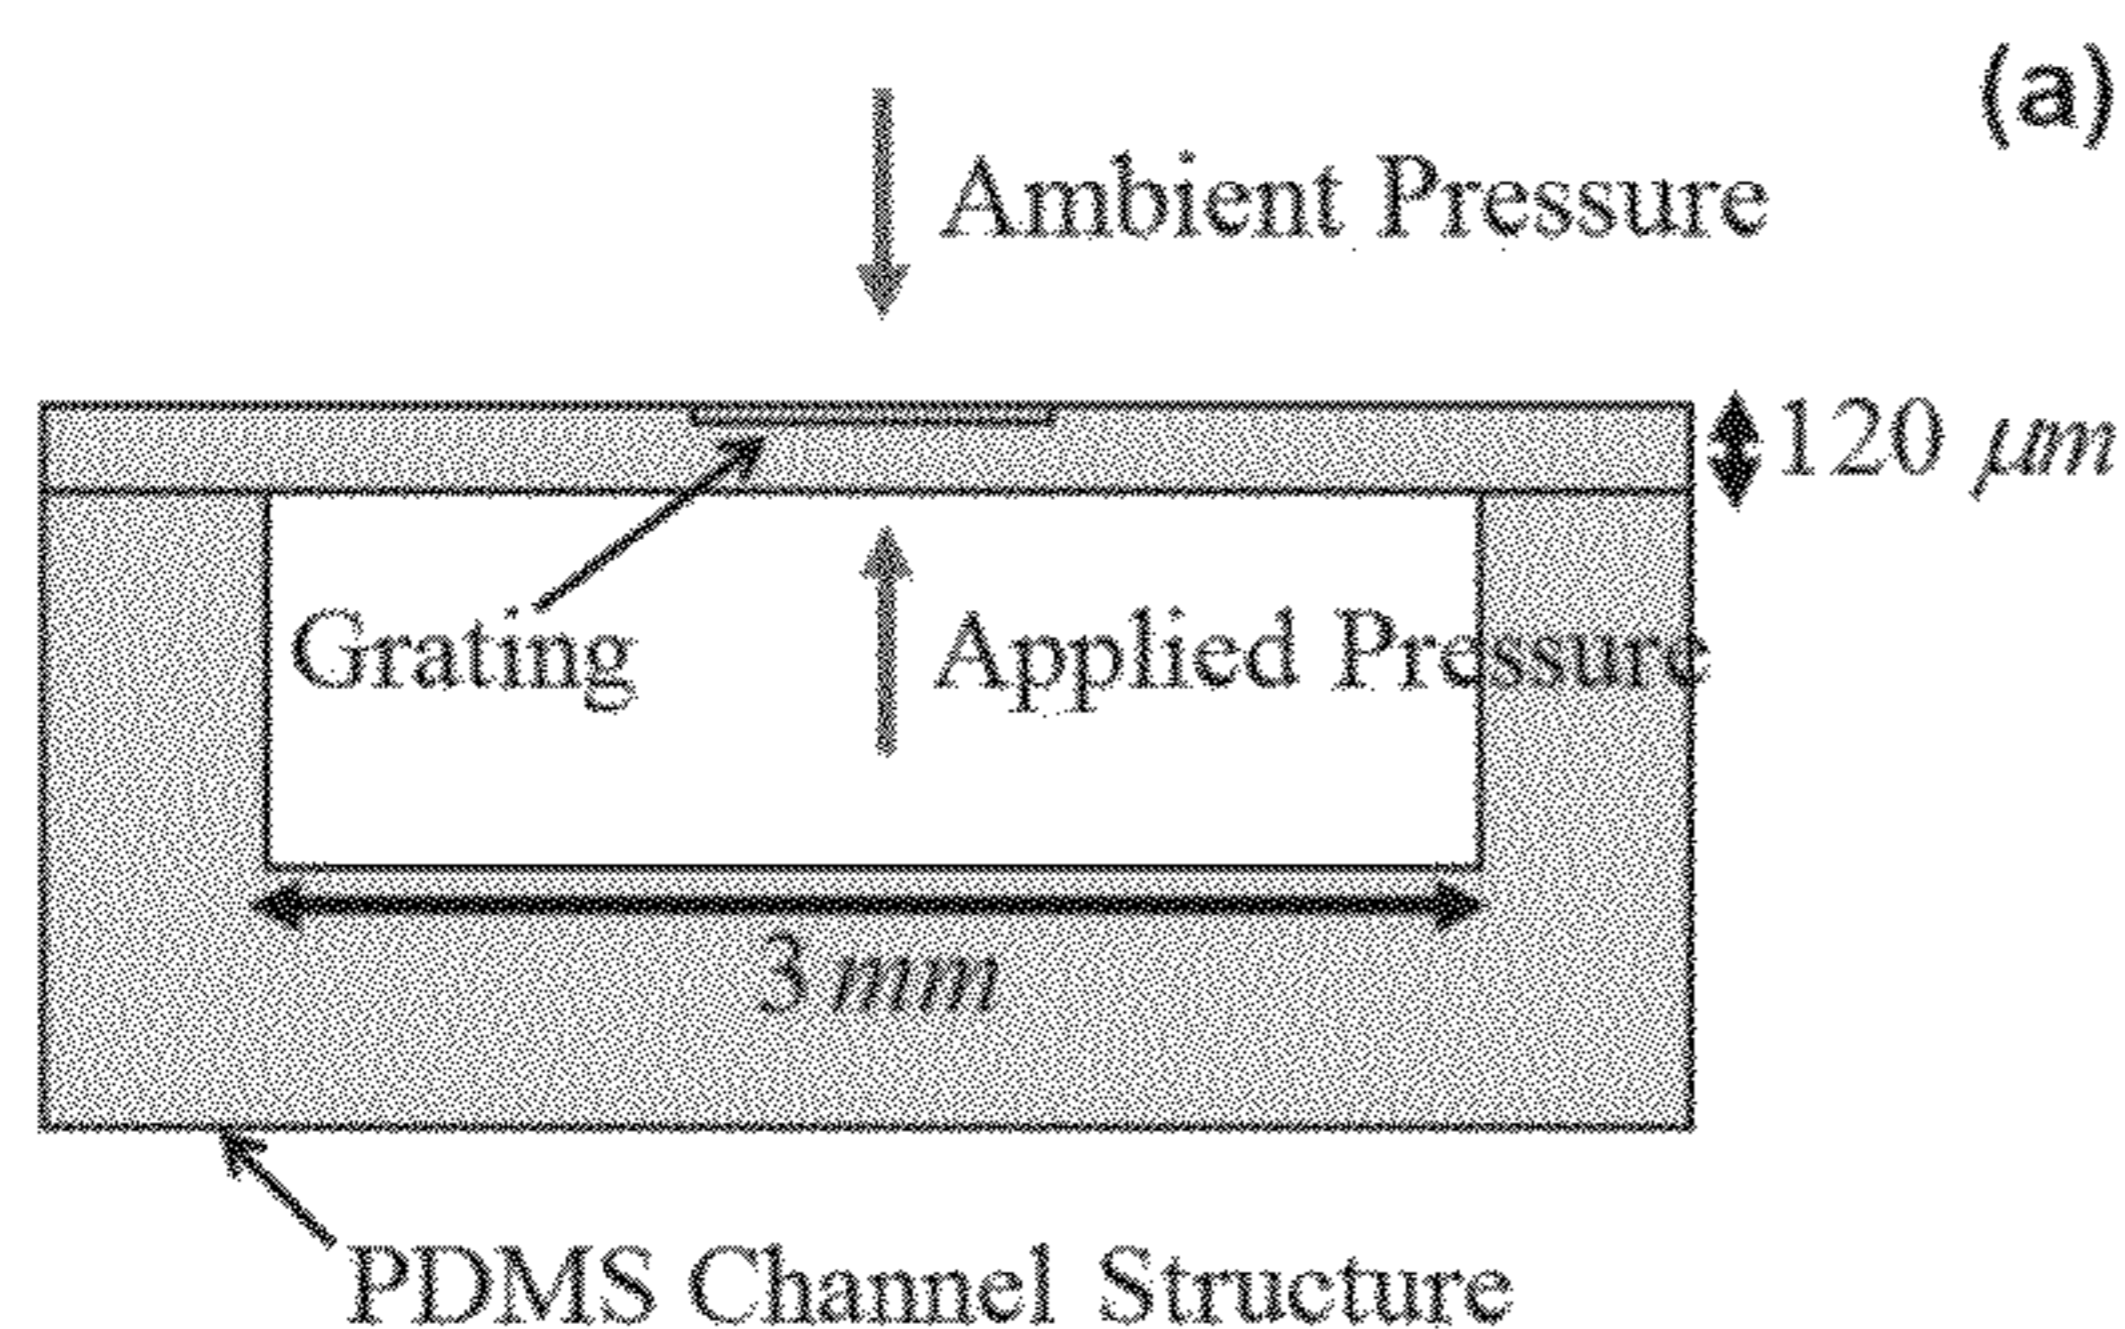 (a)
Ambient Pressure
120 μm
Grating
Applied Pressure
3 mm
PDMS Channel Structure